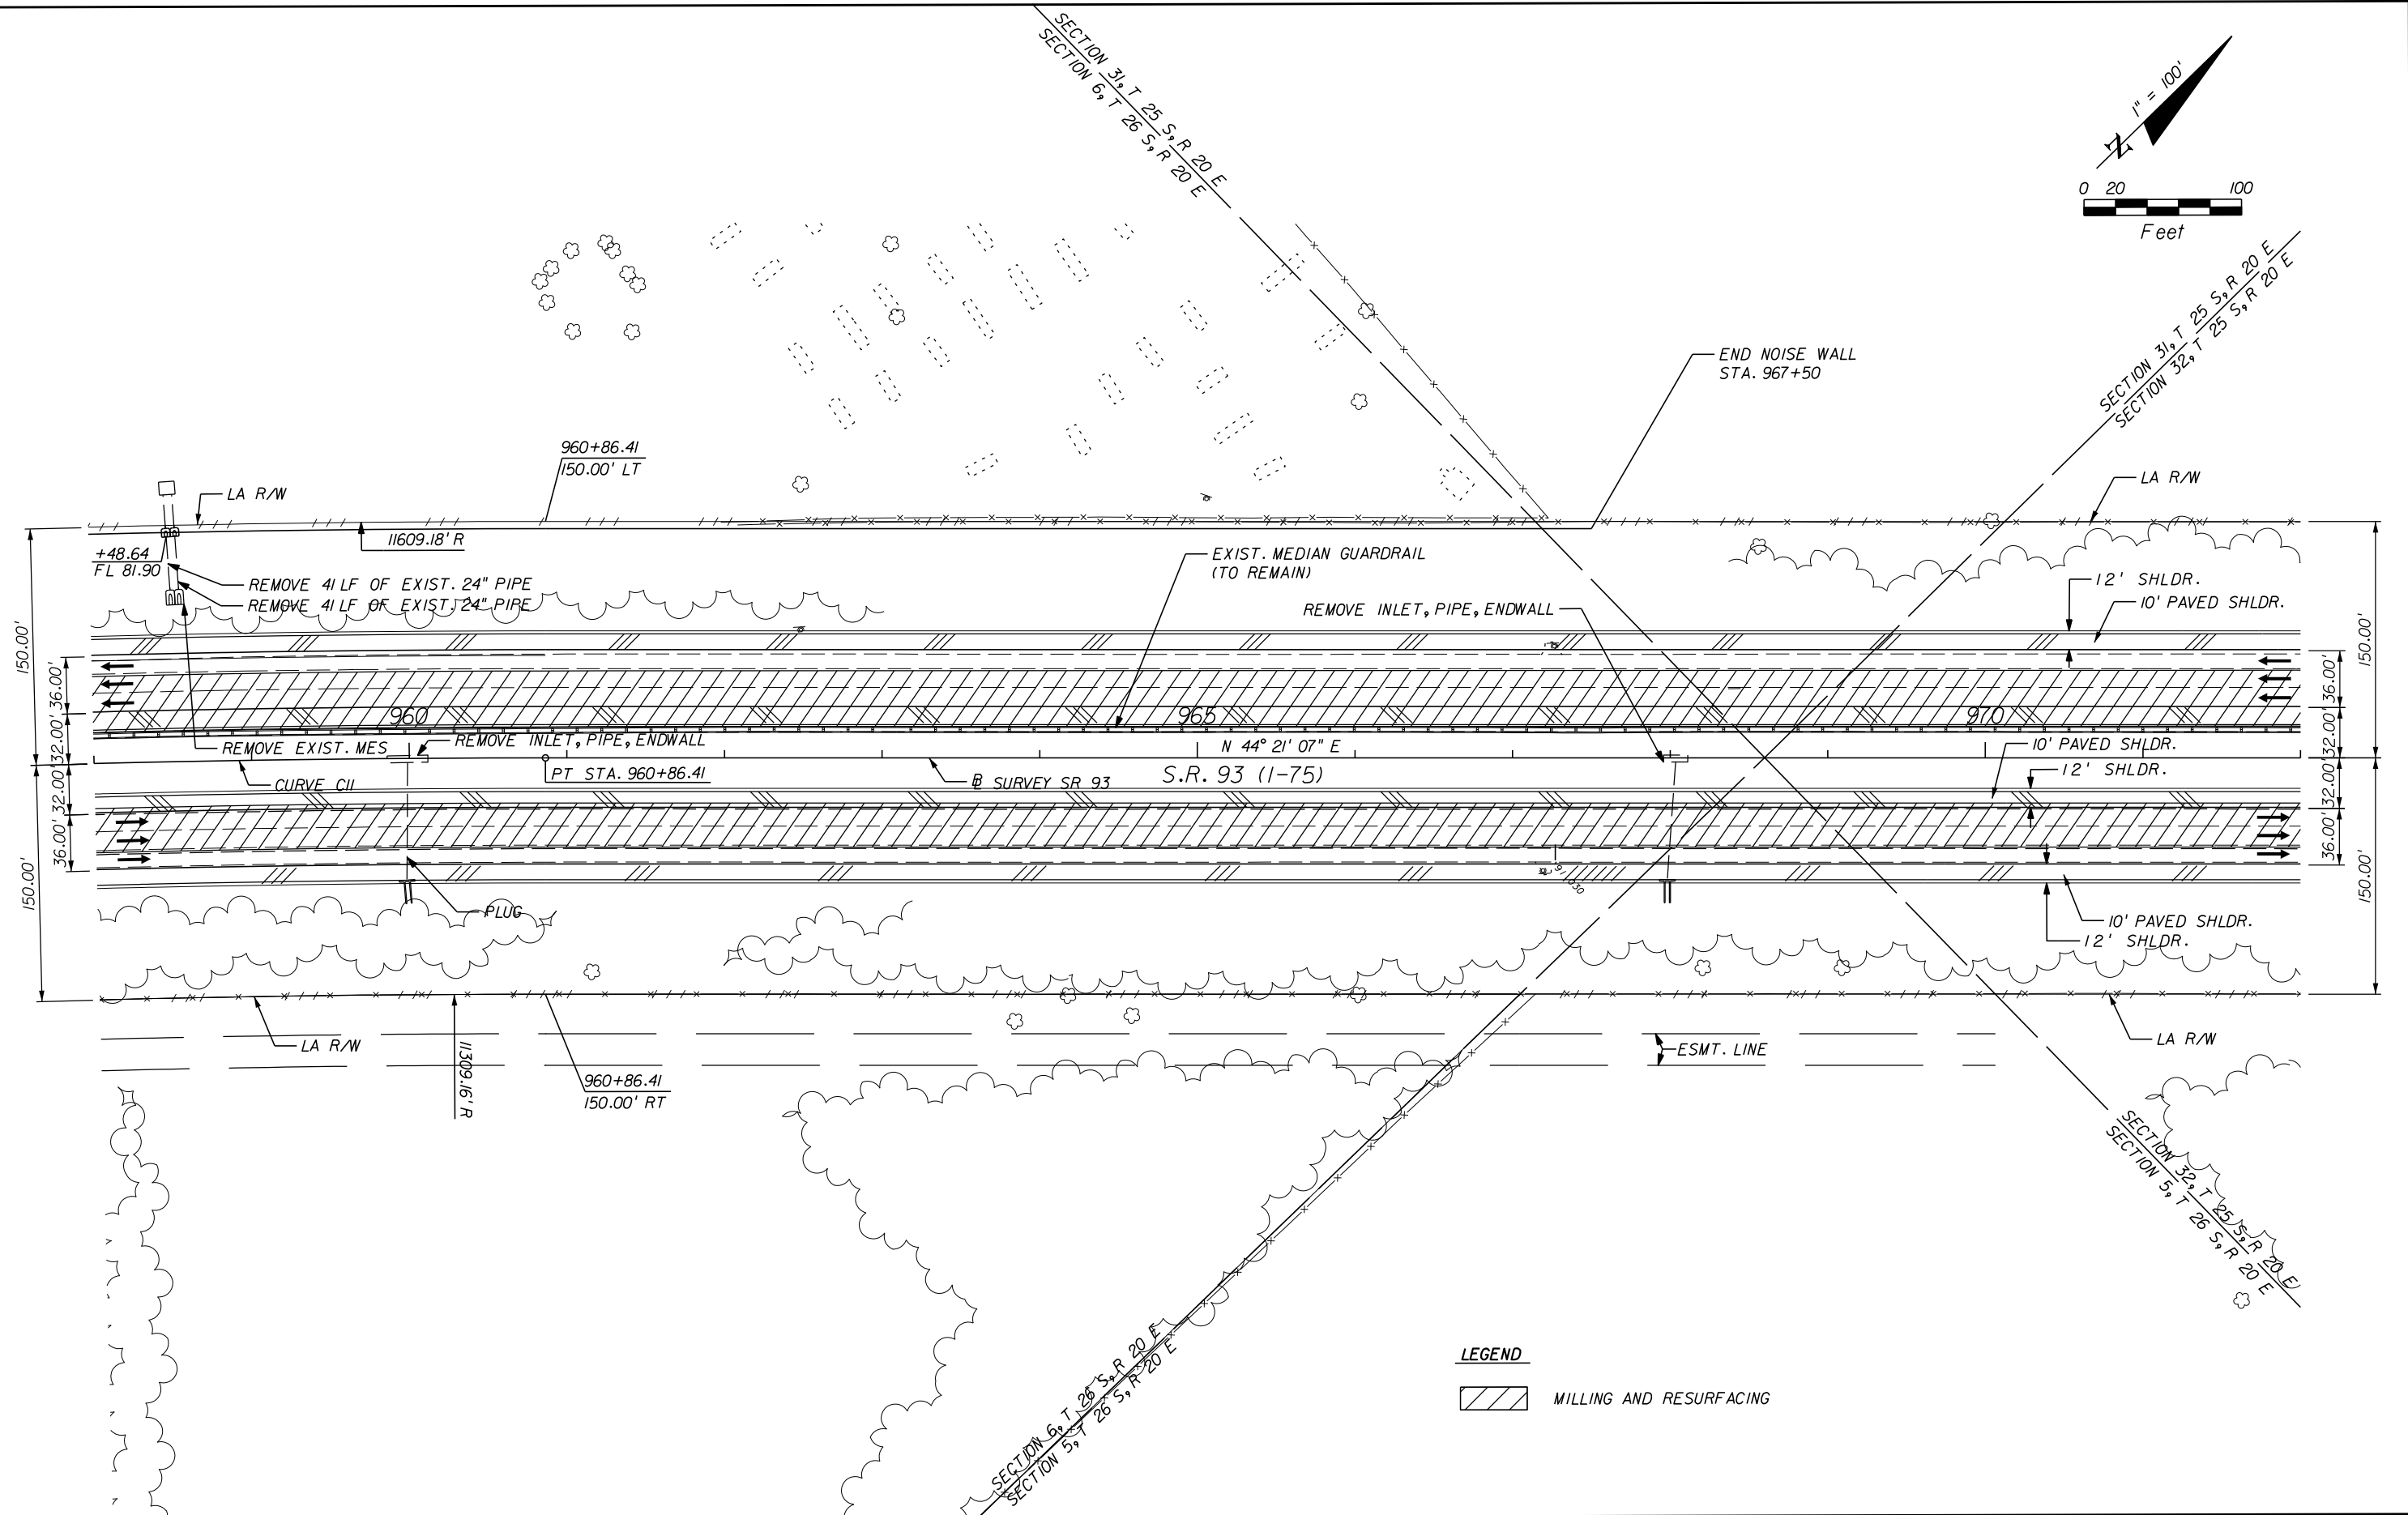 SECTION 31, T 25 S, R 20 E
SECTION 6, T 26 S, R 20 E
1" = 100'
N
0 20 100
Feet
SECTION 31, T 25 S, R 20 E
SECTION 32, T 25 S, R 20 E
END NOISE WALL
STA. 967+50
960+86.41
150.00' LT
LA R/W
LA R/W
11609.18' R
+48.64
FL 81.90
EXIST. MEDIAN GUARDRAIL
(TO REMAIN)
REMOVE 41 LF OF EXIST. 24" PIPE
REMOVE 41 LF OF EXIST. 24" PIPE
REMOVE INLET, PIPE, ENDWALL
12' SHLDR.
10' PAVED SHLDR.
150.00'
36.00'
32.00'
150.00'
36.00'
32.00'
960
965
970
REMOVE EXIST. MES
REMOVE INLET, PIPE, ENDWALL
N 44° 21' 07" E
10' PAVED SHLDR.
12' SHLDR.
CURVE C11
PT STA. 960+86.41
BL SURVEY SR 93
S.R. 93 (I-75)
32.00'
36.00'
150.00'
32.00'
36.00'
150.00'
PLUG
10' PAVED SHLDR.
12' SHLDR.
LA R/W
11309.16' R
960+86.41
150.00' RT
ESMT. LINE
LA R/W
SECTION 32, T 25 S, R 20 E
SECTION 5, T 26 S, R 20 E
SECTION 6, T 26 S, R 20 E
SECTION 5, T 26 S, R 20 E
LEGEND
MILLING AND RESURFACING